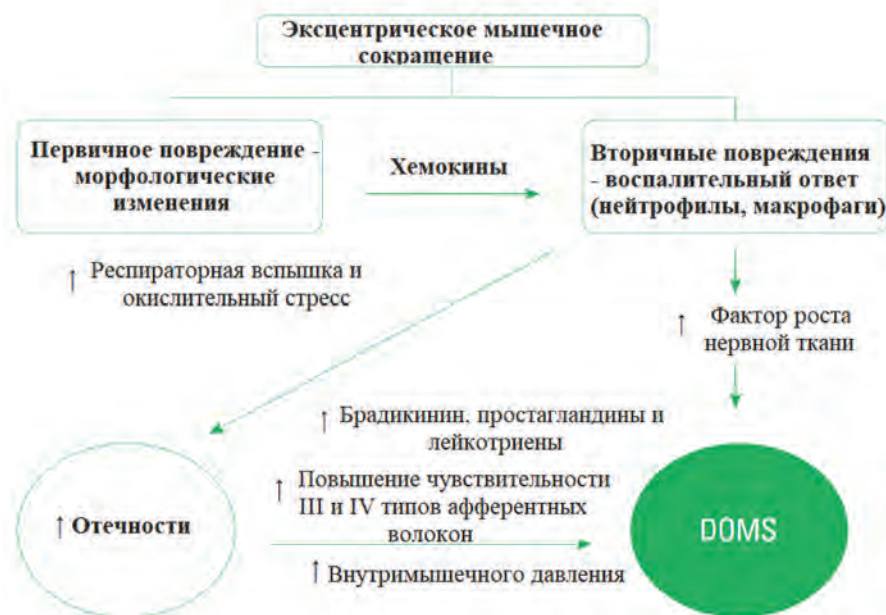 Эксцентрическое мышечное
сокращение
Первичное повреждение -
морфологические
изменения
Хемокины
Вторичные повреждения
- воспалительный ответ
(нейтрофилы, макрофаги)
↑ Респираторная вспышка и
окислительный стресс
↑ Фактор роста
нервной ткани
↑ Брадикинин, простагландины и
лейкотриены
↑ Повышение чувствительности
III и IV типов афферентных
волокон
↑ Внутримышечного давления
↑ Отечности
DOMS